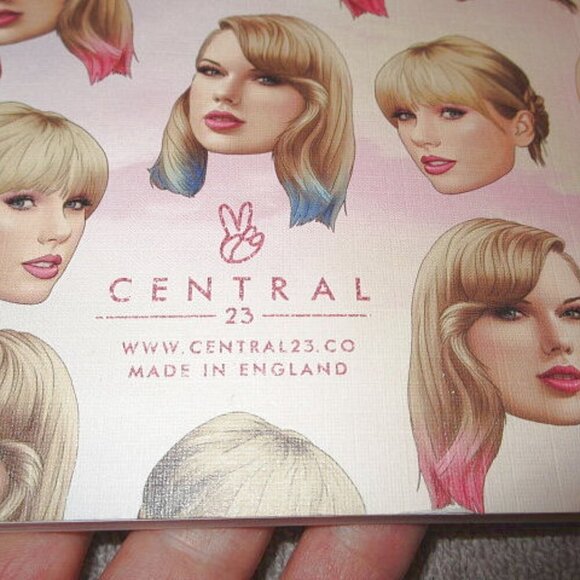 CENTRAL
23
WWW.CENTRAL23.CO
MADE IN ENGLAND